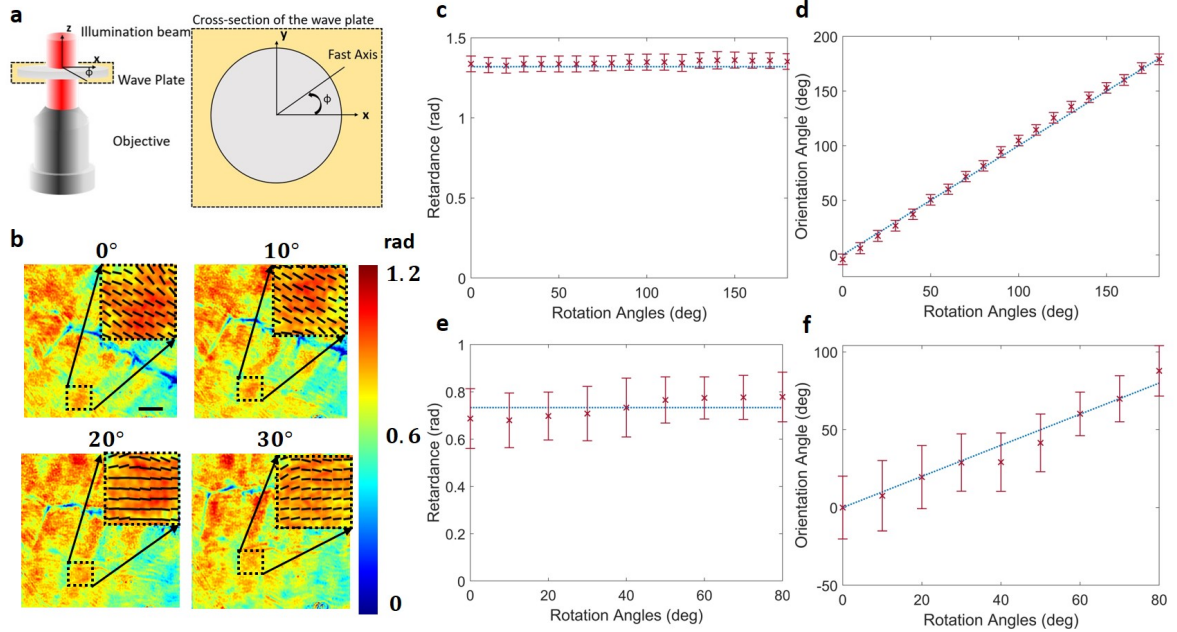 a
Illumination beam
z
x
ϕ
Wave Plate
Objective
Cross-section of the wave plate
y
Fast Axis
ϕ
x
b
0°
10°
rad
1.2
20°
30°
0.6
0
c
1.5
1
0.5
0
0
50
100
150
Retardance (rad)
Rotation Angles (deg)
d
200
150
100
50
0
0
50
100
150
Orientation Angle (deg)
Rotation Angles (deg)
e
1
0.8
0.6
0.4
0.2
0
0
20
40
60
80
Retardance (rad)
Rotation Angles (deg)
f
100
50
0
-50
0
20
40
60
80
Orientation Angle (deg)
Rotation Angles (deg)